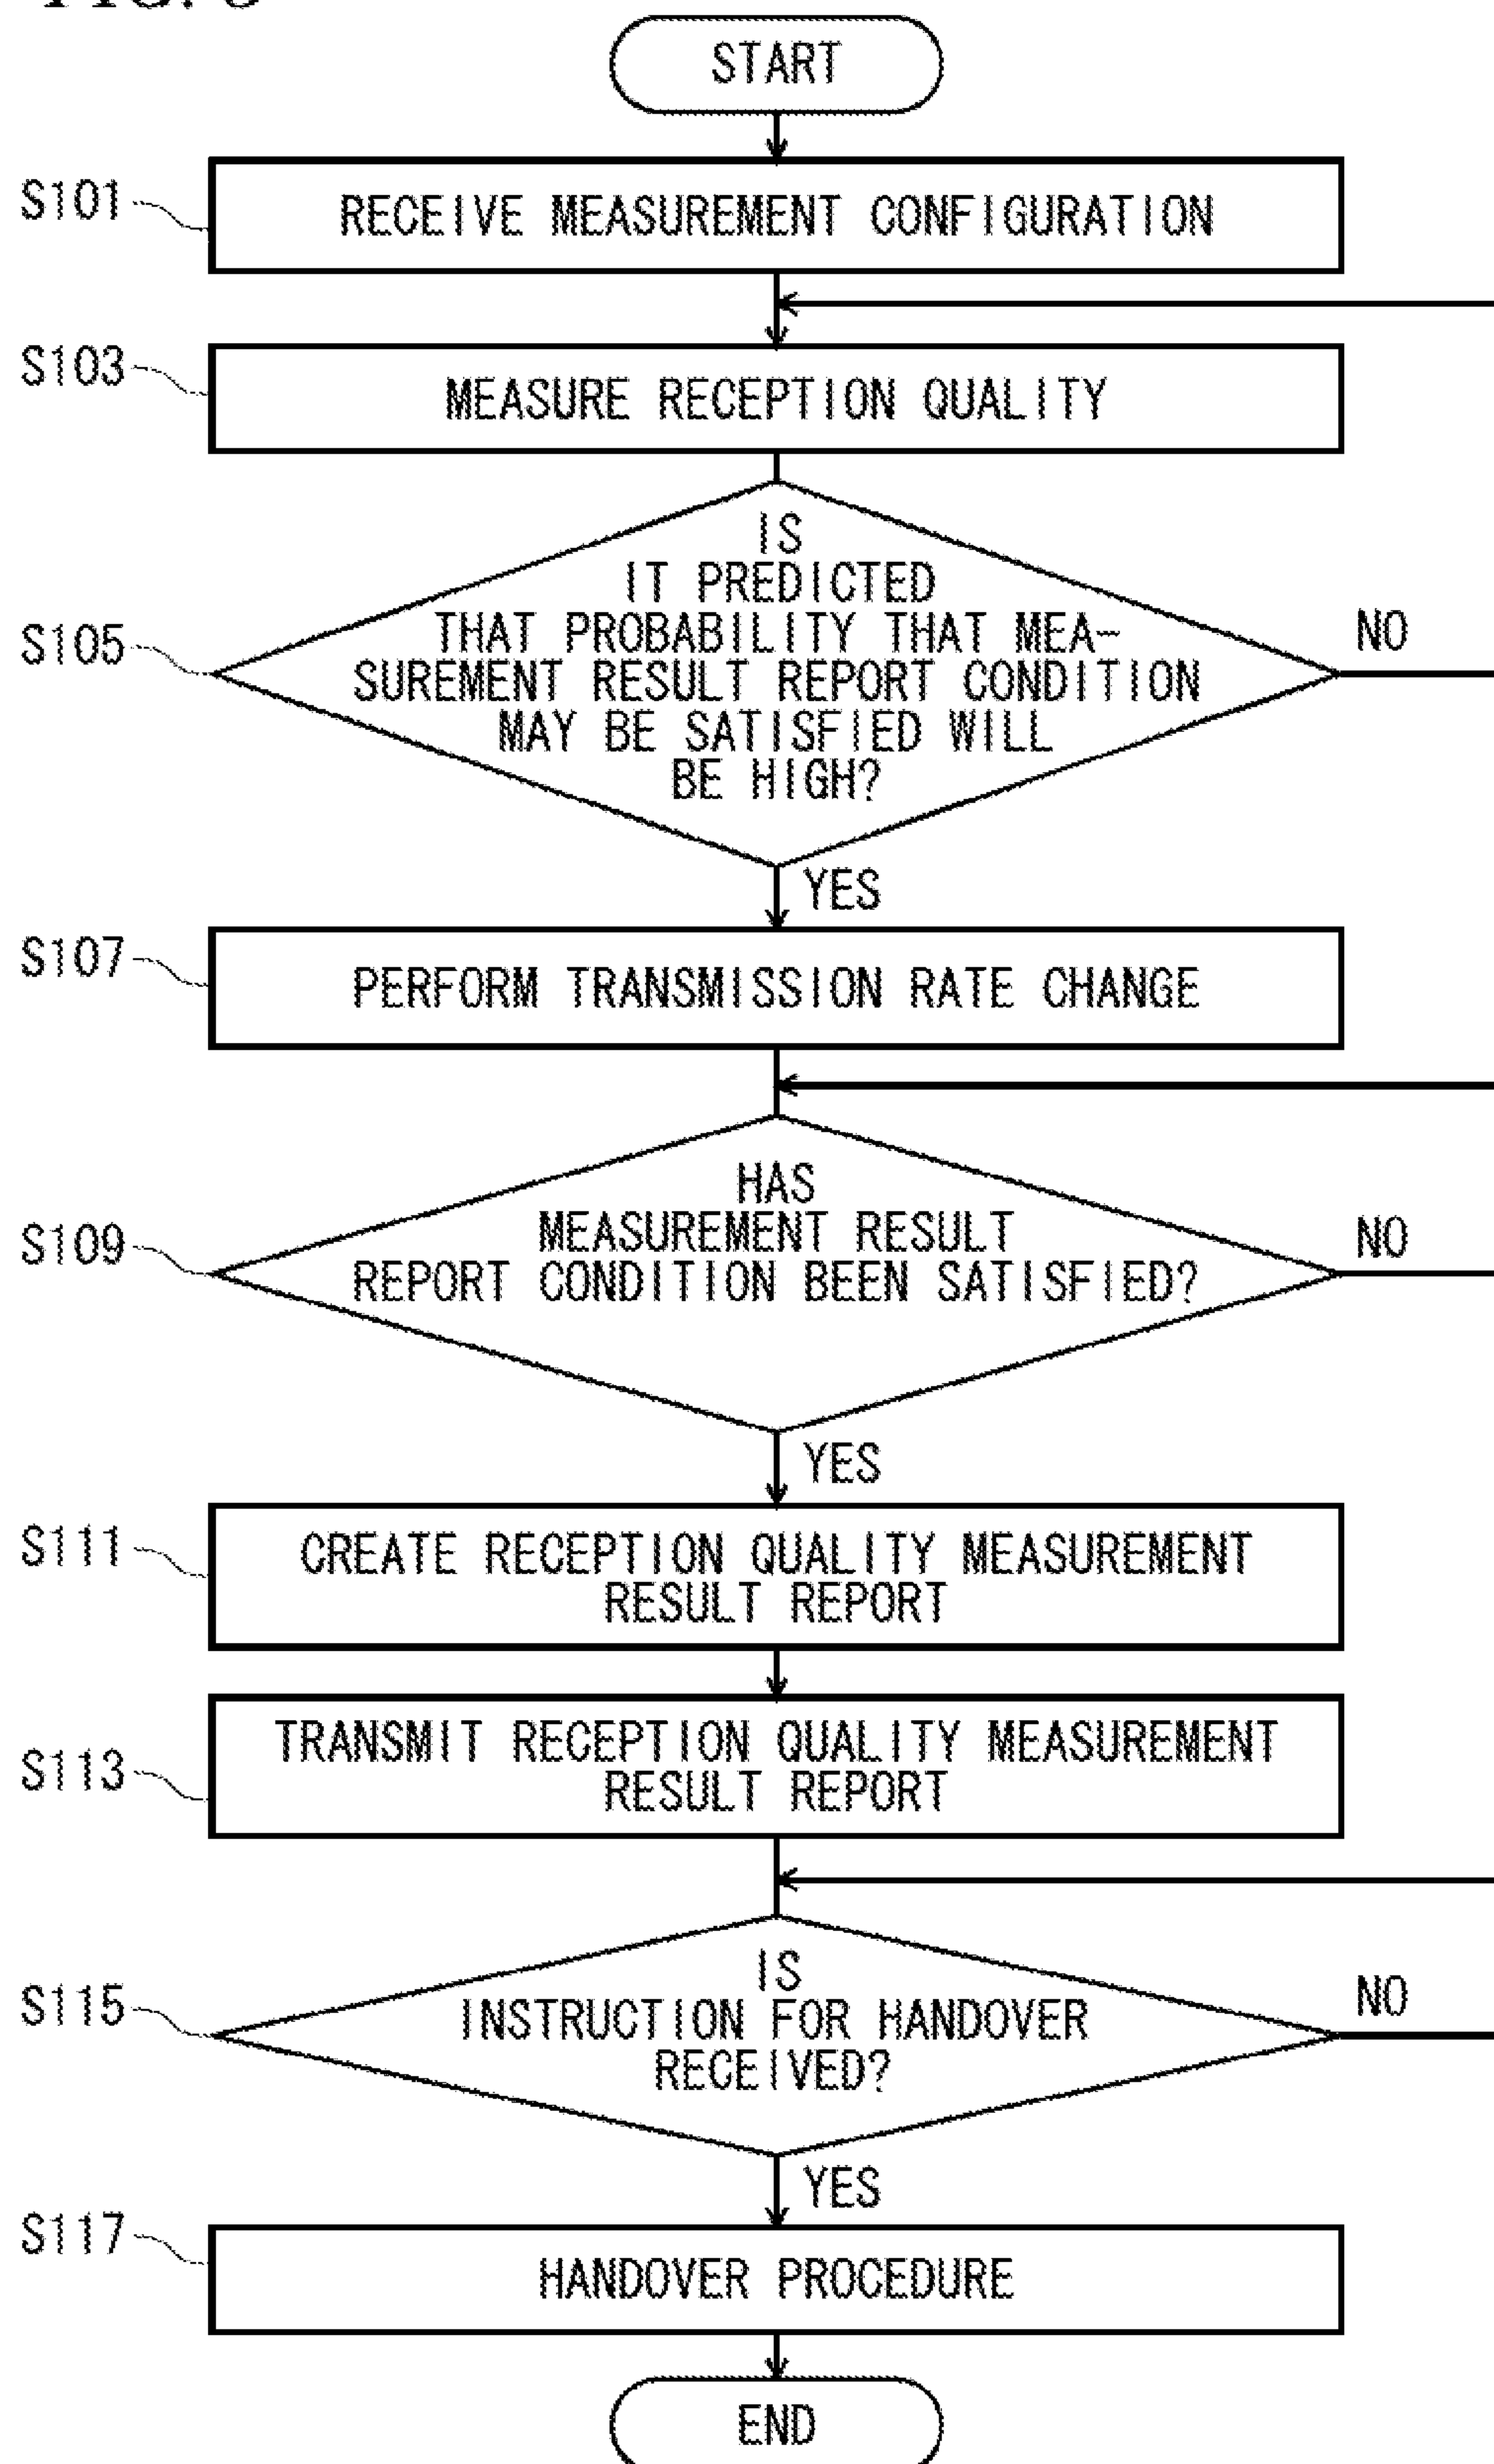 START
S101
RECEIVE MEASUREMENT CONFIGURATION
S103
MEASURE RECEPTION QUALITY
IS
IT PREDICTED
THAT PROBABILITY THAT MEA-
SUREMENT RESULT REPORT CONDITION
MAY BE SATISFIED WILL
BE HIGH?
S105
NO
YES
S107
PERFORM TRANSMISSION RATE CHANGE
HAS
MEASUREMENT RESULT
REPORT CONDITION BEEN SATISFIED?
S109
NO
YES
S111
CREATE RECEPTION QUALITY MEASUREMENT
RESULT REPORT
S113
TRANSMIT RECEPTION QUALITY MEASUREMENT
RESULT REPORT
IS
INSTRUCTION FOR HANDOVER
RECEIVED?
S115
NO
YES
S117
HANDOVER PROCEDURE
END